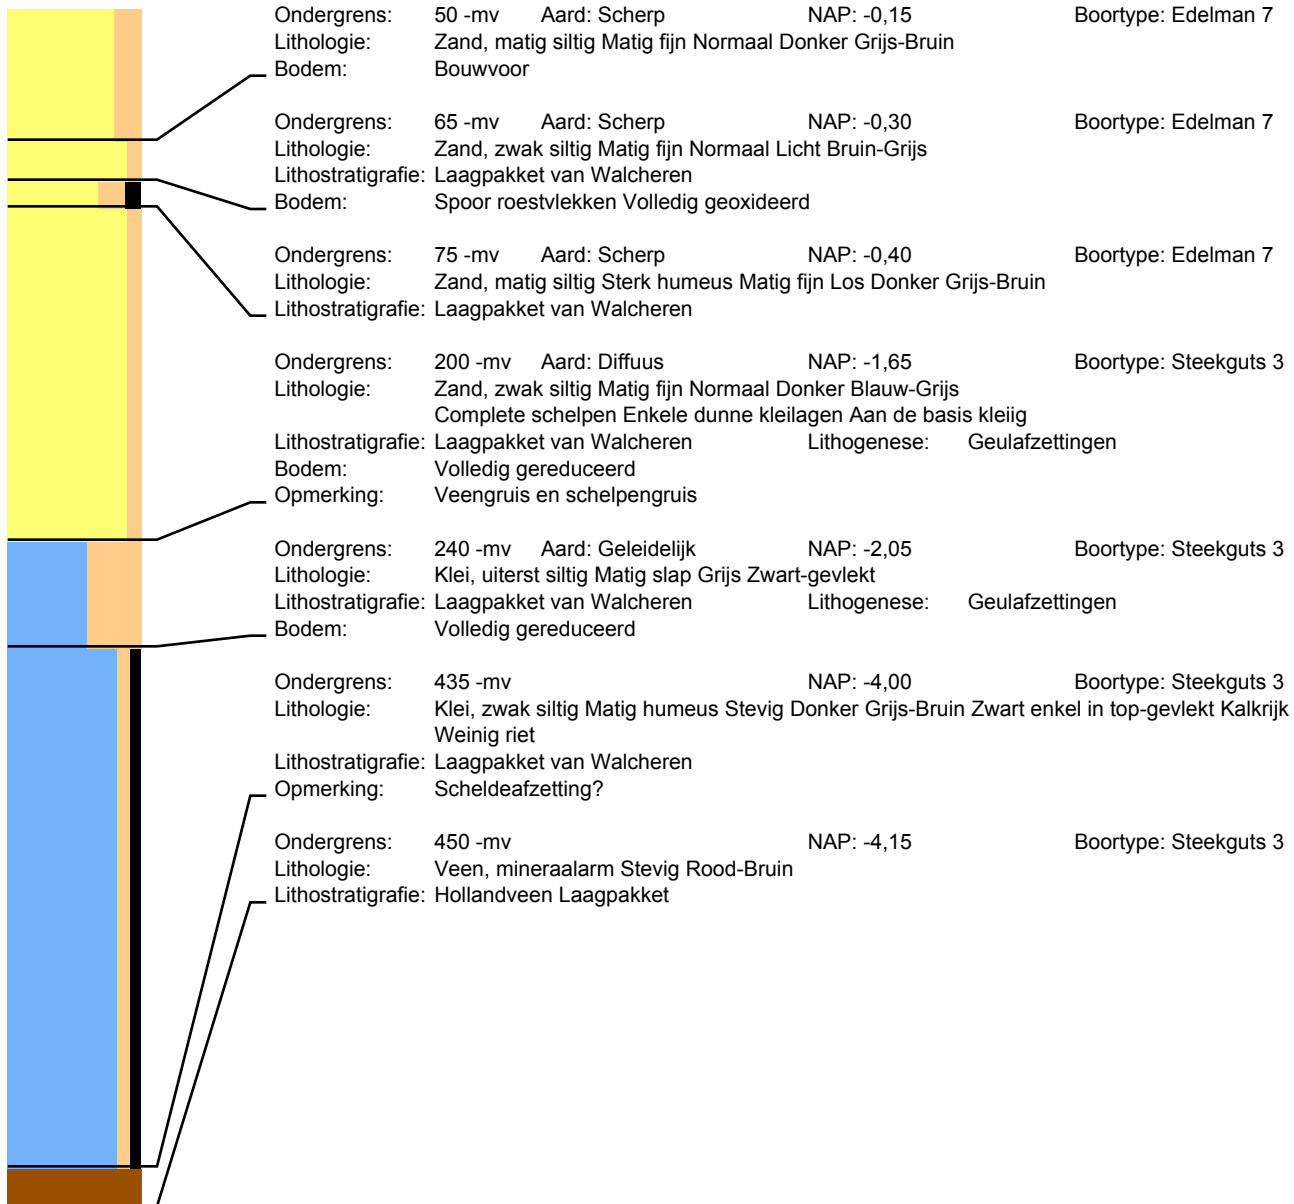 Ondergrens: 50 -mv Aard: Scherp NAP: -0,15 Boortype: Edelman 7
Lithologie: Zand, matig siltig Matig fijn Normaal Donker Grijs-Bruin
Bodem: Bouwvoor
Ondergrens: 65 -mv Aard: Scherp NAP: -0,30 Boortype: Edelman 7
Lithologie: Zand, zwak siltig Matig fijn Normaal Licht Bruin-Grijs
Lithostratigrafie: Laagpakket van Walcheren
Bodem: Spoor roestvlekken Volledig geoxideerd
Ondergrens: 75 -mv Aard: Scherp NAP: -0,40 Boortype: Edelman 7
Lithologie: Zand, matig siltig Sterk humeus Matig fijn Los Donker Grijs-Bruin
Lithostratigrafie: Laagpakket van Walcheren
Ondergrens: 200 -mv Aard: Diffuus NAP: -1,65 Boortype: Steekguts 3
Lithologie: Zand, zwak siltig Matig fijn Normaal Donker Blauw-Grijs
Complete schelpen Enkele dunne kleilagen Aan de basis kleiig
Lithostratigrafie: Laagpakket van Walcheren Lithogenese: Geulafzettingen
Bodem: Volledig gereduceerd
Opmerking: Veengruis en schelpengruis
Ondergrens: 240 -mv Aard: Geleidelijk NAP: -2,05 Boortype: Steekguts 3
Lithologie: Klei, uiterst siltig Matig slap Grijs Zwart-gevlekt
Lithostratigrafie: Laagpakket van Walcheren Lithogenese: Geulafzettingen
Bodem: Volledig gereduceerd
Ondergrens: 435 -mv NAP: -4,00 Boortype: Steekguts 3
Lithologie: Klei, zwak siltig Matig humeus Stevig Donker Grijs-Bruin Zwart enkel in top-gevlekt Kalkrijk
Weinig riet
Lithostratigrafie: Laagpakket van Walcheren
Opmerking: Scheldeafzetting?
Ondergrens: 450 -mv NAP: -4,15 Boortype: Steekguts 3
Lithologie: Veen, mineraalarm Stevig Rood-Bruin
Lithostratigrafie: Hollandveen Laagpakket